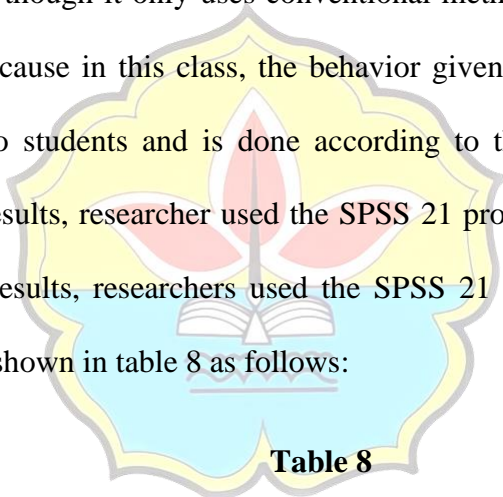 though it only uses conventional meth
cause in this class, the behavior given
students and is done according to
esults, researcher used the SPSS 21 pro
esults, researchers used the SPSS 21
shown in table 8 as follows:
Table 8